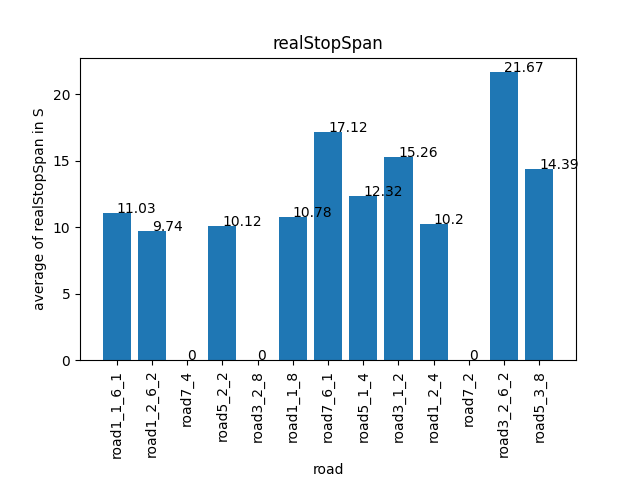 realStopSpan
average of realStopSpan in S
20
15
10
5
0
11.03
9.74
0
10.12
0
10.78
17.12
12.32
15.26
10.2
0
21.67
14.39
road1_1_6_1
road1_2_6_2
road7_4
road5_2_2
road3_2_8
road1_1_8
road7_6_1
road5_1_4
road3_1_2
road1_2_4
road7_2
road3_2_6_2
road5_3_8
road